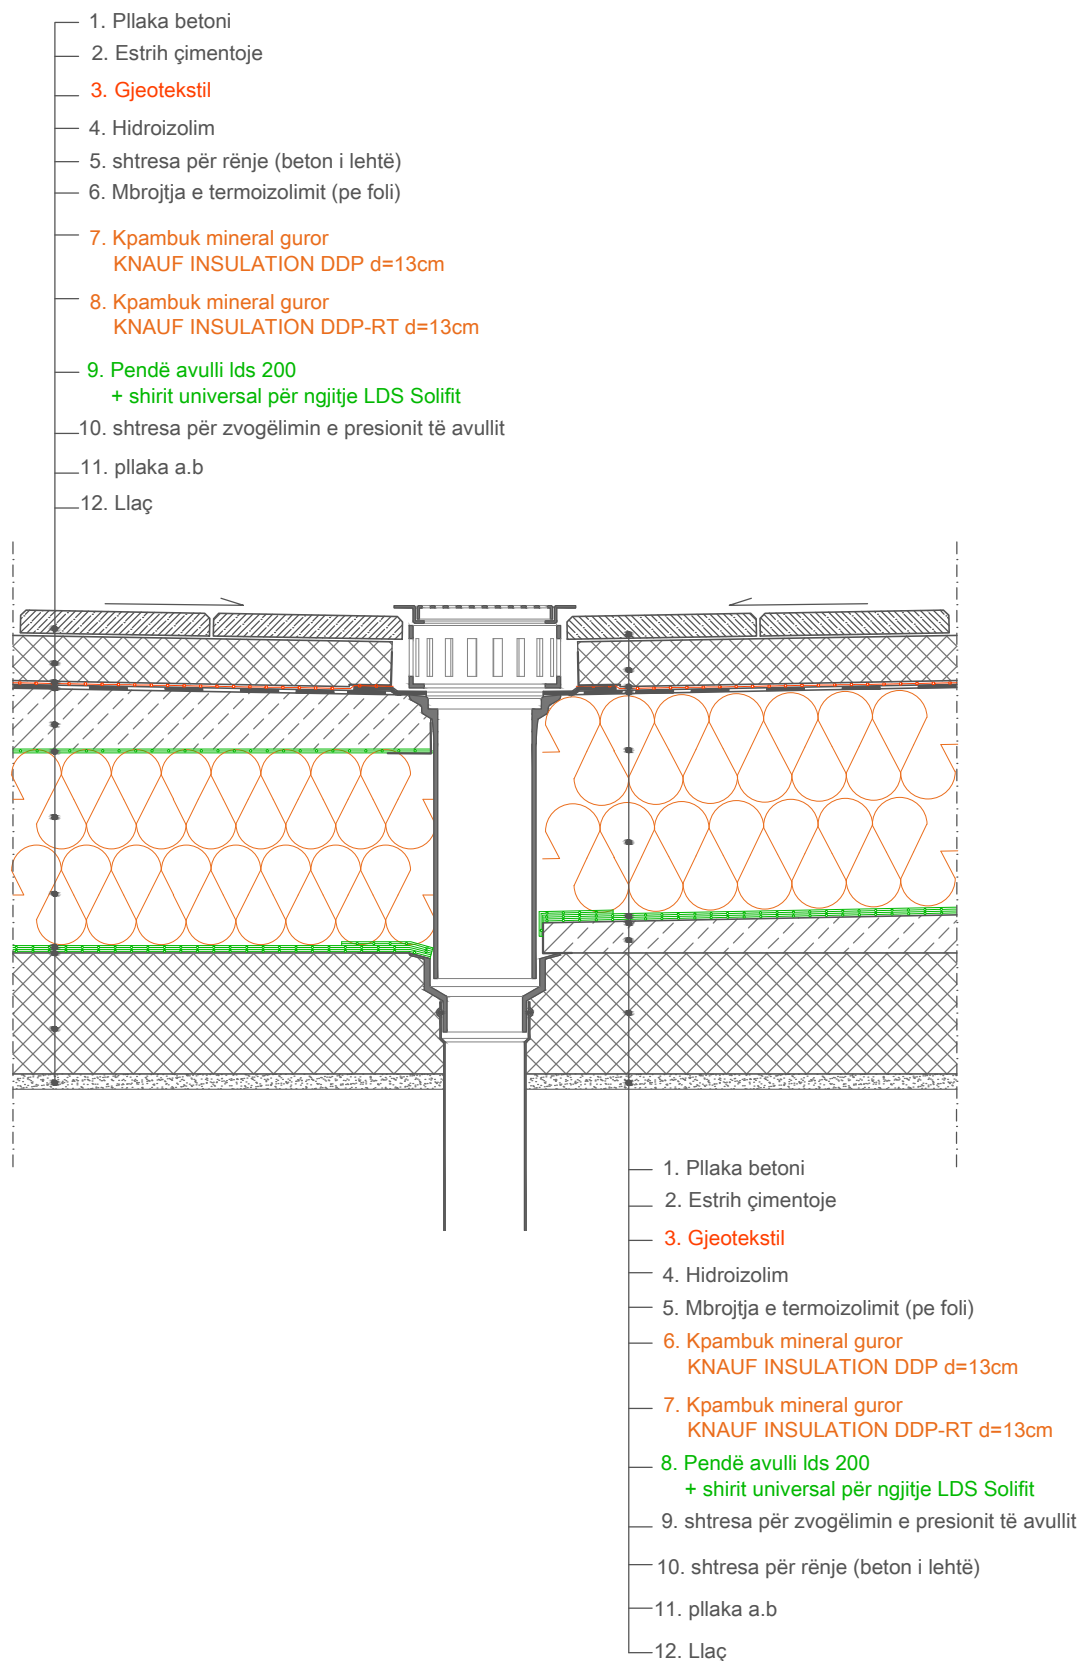 1. Pllaka betoni
2. Estrih çimentoje
3. Gjeotekstil
4. Hidroizolim
5. shtresa për rënje (beton i lehtë)
6. Mbrojtja e termoizolimit (pe foli)
7. Kpambuk mineral guror
KNAUF INSULATION DDP d=13cm
8. Kpambuk mineral guror
KNAUF INSULATION DDP-RT d=13cm
9. Pendë avulli lds 200
+ shirit universal për ngjitje LDS Solifit
10. shtresa për zvogëlimin e presionit të avullit
11. pllaka a.b
12. Llaç
1. Pllaka betoni
2. Estrih çimentoje
3. Gjeotekstil
4. Hidroizolim
5. Mbrojtja e termoizolimit (pe foli)
6. Kpambuk mineral guror
KNAUF INSULATION DDP d=13cm
7. Kpambuk mineral guror
KNAUF INSULATION DDP-RT d=13cm
8. Pendë avulli lds 200
+ shirit universal për ngjitje LDS Solifit
9. shtresa për zvogëlimin e presionit të avullit
10. shtresa për rënje (beton i lehtë)
11. pllaka a.b
12. Llaç